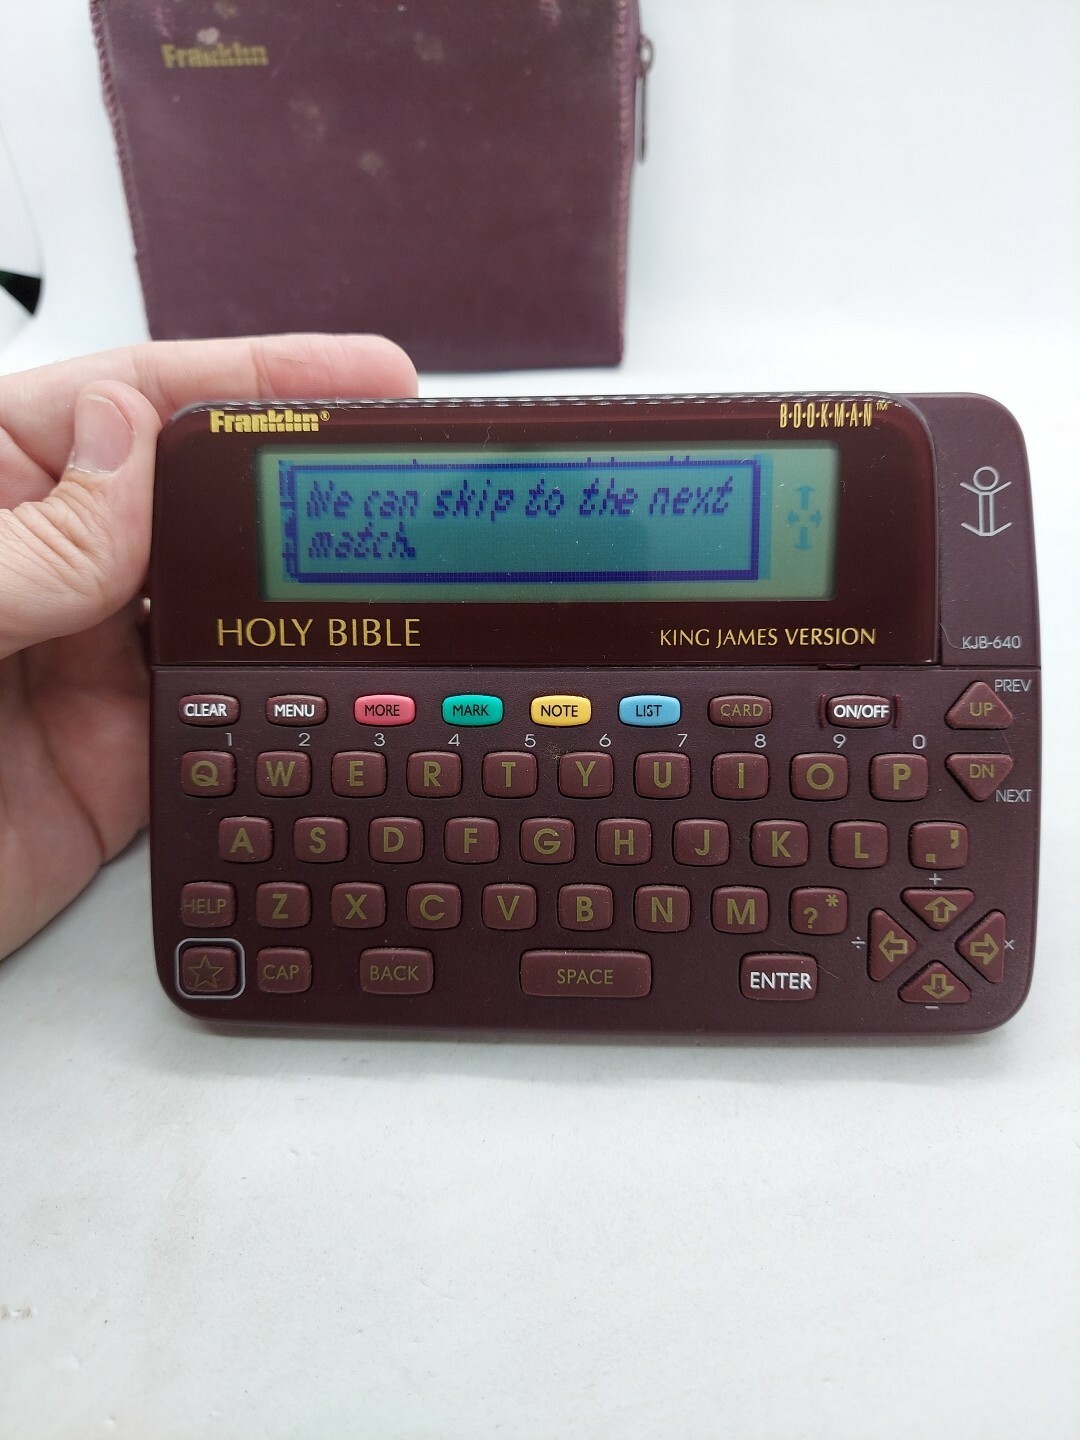 Franklin
Franklin® B·O·O·K·M·A·N™
We can skip to the next
match.
HOLY BIBLE KING JAMES VERSION KJB-640
CLEAR MENU MORE MARK NOTE LIST CARD ON/OFF UP PREV
1 2 3 4 5 6 7 8 9 0
Q W E R T Y U I O P DN NEXT
A S D F G H J K L . ,
HELP Z X C V B N M ? * + ÷ × −
CAP BACK SPACE ENTER